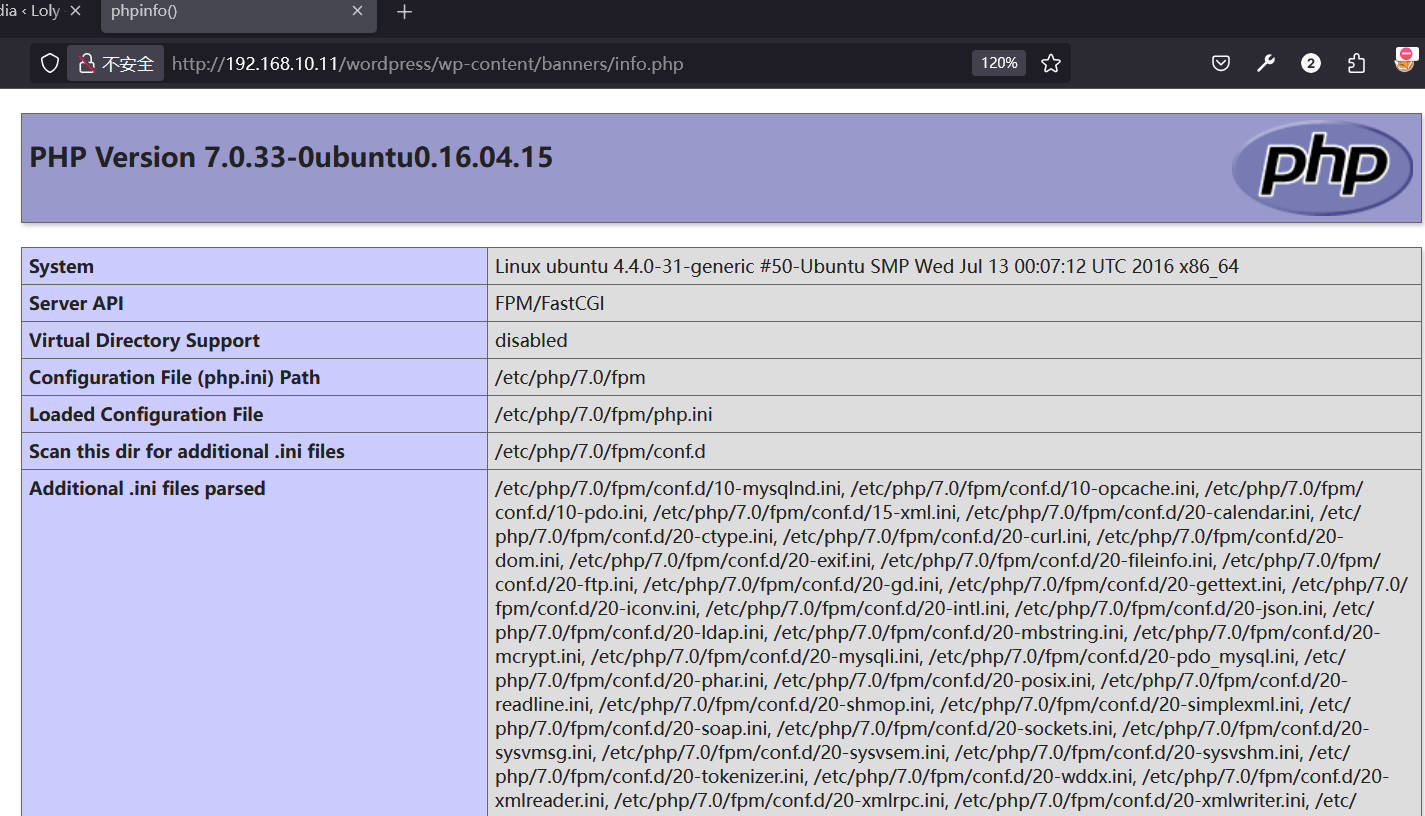 dia ‹ Loly
phpinfo()
不安全
http://192.168.10.11/wordpress/wp-content/banners/info.php
120%
2
PHP Version 7.0.33-0ubuntu0.16.04.15
php
System Linux ubuntu 4.4.0-31-generic #50-Ubuntu SMP Wed Jul 13 00:07:12 UTC 2016 x86_64
Server API FPM/FastCGI
Virtual Directory Support disabled
Configuration File (php.ini) Path /etc/php/7.0/fpm
Loaded Configuration File /etc/php/7.0/fpm/php.ini
Scan this dir for additional .ini files /etc/php/7.0/fpm/conf.d
Additional .ini files parsed /etc/php/7.0/fpm/conf.d/10-mysqlnd.ini, /etc/php/7.0/fpm/conf.d/10-opcache.ini, /etc/php/7.0/fpm/
conf.d/10-pdo.ini, /etc/php/7.0/fpm/conf.d/15-xml.ini, /etc/php/7.0/fpm/conf.d/20-calendar.ini, /etc/
php/7.0/fpm/conf.d/20-ctype.ini, /etc/php/7.0/fpm/conf.d/20-curl.ini, /etc/php/7.0/fpm/conf.d/20-
dom.ini, /etc/php/7.0/fpm/conf.d/20-exif.ini, /etc/php/7.0/fpm/conf.d/20-fileinfo.ini, /etc/php/7.0/fpm/
conf.d/20-ftp.ini, /etc/php/7.0/fpm/conf.d/20-gd.ini, /etc/php/7.0/fpm/conf.d/20-gettext.ini, /etc/php/7.0/
fpm/conf.d/20-iconv.ini, /etc/php/7.0/fpm/conf.d/20-intl.ini, /etc/php/7.0/fpm/conf.d/20-json.ini, /etc/
php/7.0/fpm/conf.d/20-ldap.ini, /etc/php/7.0/fpm/conf.d/20-mbstring.ini, /etc/php/7.0/fpm/conf.d/20-
mcrypt.ini, /etc/php/7.0/fpm/conf.d/20-mysqli.ini, /etc/php/7.0/fpm/conf.d/20-pdo_mysql.ini, /etc/
php/7.0/fpm/conf.d/20-phar.ini, /etc/php/7.0/fpm/conf.d/20-posix.ini, /etc/php/7.0/fpm/conf.d/20-
readline.ini, /etc/php/7.0/fpm/conf.d/20-shmop.ini, /etc/php/7.0/fpm/conf.d/20-simplexml.ini, /etc/
php/7.0/fpm/conf.d/20-soap.ini, /etc/php/7.0/fpm/conf.d/20-sockets.ini, /etc/php/7.0/fpm/conf.d/20-
sysvmsg.ini, /etc/php/7.0/fpm/conf.d/20-sysvsem.ini, /etc/php/7.0/fpm/conf.d/20-sysvshm.ini, /etc/
php/7.0/fpm/conf.d/20-tokenizer.ini, /etc/php/7.0/fpm/conf.d/20-wddx.ini, /etc/php/7.0/fpm/conf.d/20-
xmlreader.ini, /etc/php/7.0/fpm/conf.d/20-xmlrpc.ini, /etc/php/7.0/fpm/conf.d/20-xmlwriter.ini, /etc/